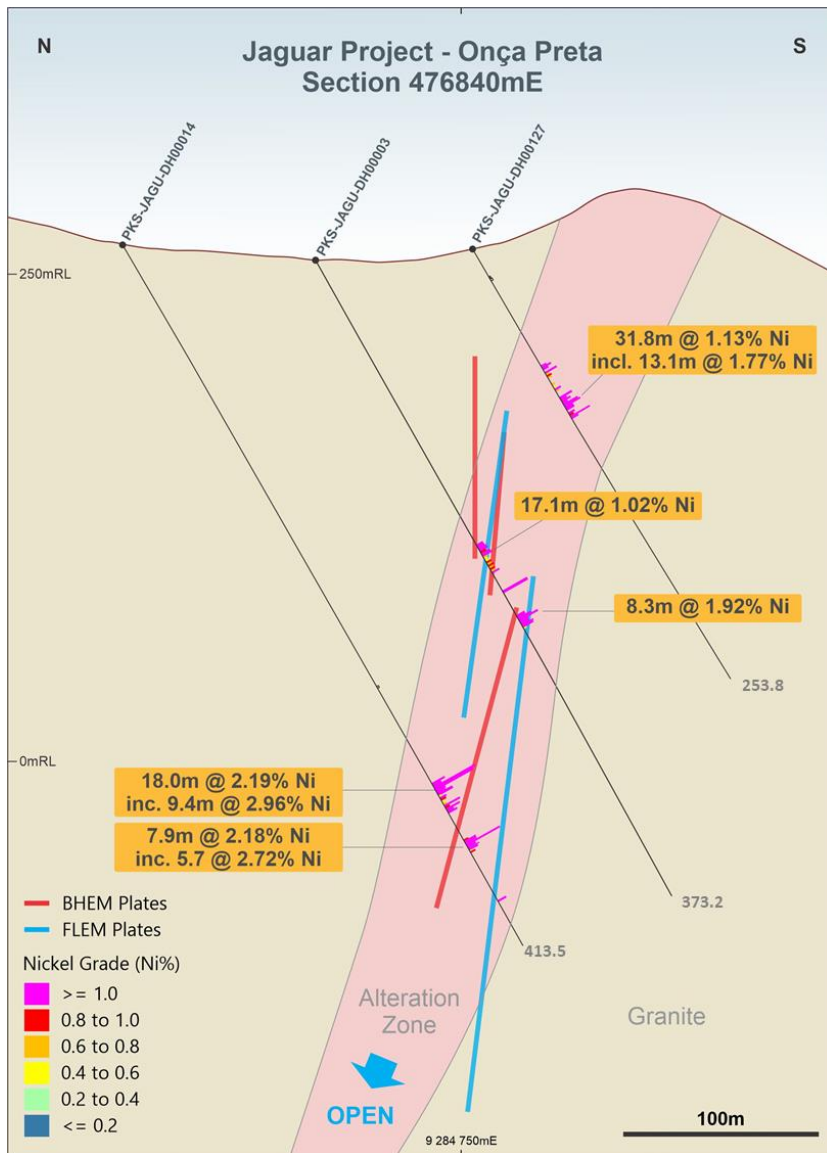 N
Jaguar Project - Onça Preta
S
Section 476840mE
PKS-JAGU-DH00014
PKS-JAGU-DH00003
PKS-JAGU-DH00127
250mRL
31.8m @ 1.13% Ni
incl. 13.1m @ 1.77% Ni
17.1m @ 1.02% Ni
8.3m @ 1.92% Ni
253.8
0mRL
18.0m @ 2.19% Ni
inc. 9.4m @ 2.96% Ni
7.9m @ 2.18% Ni
inc. 5.7 @ 2.72% Ni
373.2
413.5
BHEM Plates
FLEM Plates
Nickel Grade (Ni%)
>= 1.0
0.8 to 1.0
0.6 to 0.8
0.4 to 0.6
0.2 to 0.4
<= 0.2
Alteration
Zone
Granite
OPEN
9 284 750mE
100m